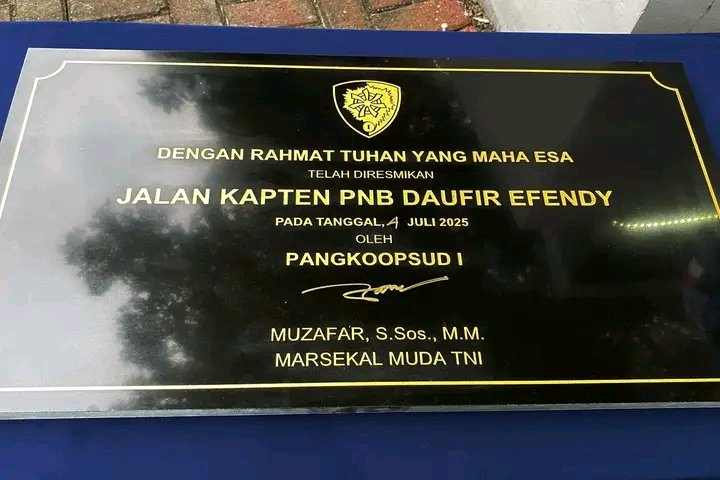 DENGAN RAHMAT TUHAN YANG MAHA ESA
TELAH DIRESMIKAN
JALAN KAPTEN PNB DAUFIR EFENDY
PADA TANGGAL, 4 JULI 2025
OLEH
PANGKOOPSUD I
MUZAFAR, S.Sos., M.M.
MARSEKAL MUDA TNI